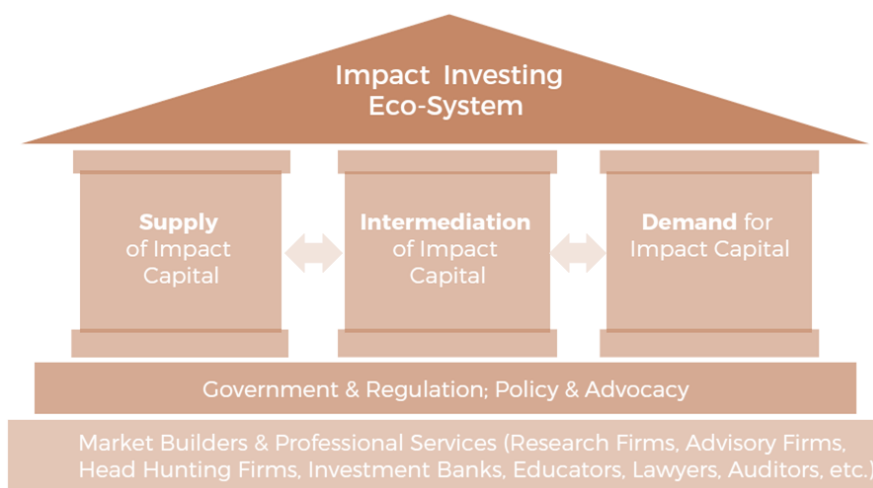 Impact Investing
Eco-System
Supply
of Impact
Capital
Intermediation
of Impact
Capital
Demand for
Impact Capital
Government & Regulation; Policy & Advocacy
Market Builders & Professional Services (Research Firms, Advisory Firms,
Head Hunting Firms, Investment Banks, Educators, Lawyers, Auditors, etc.)